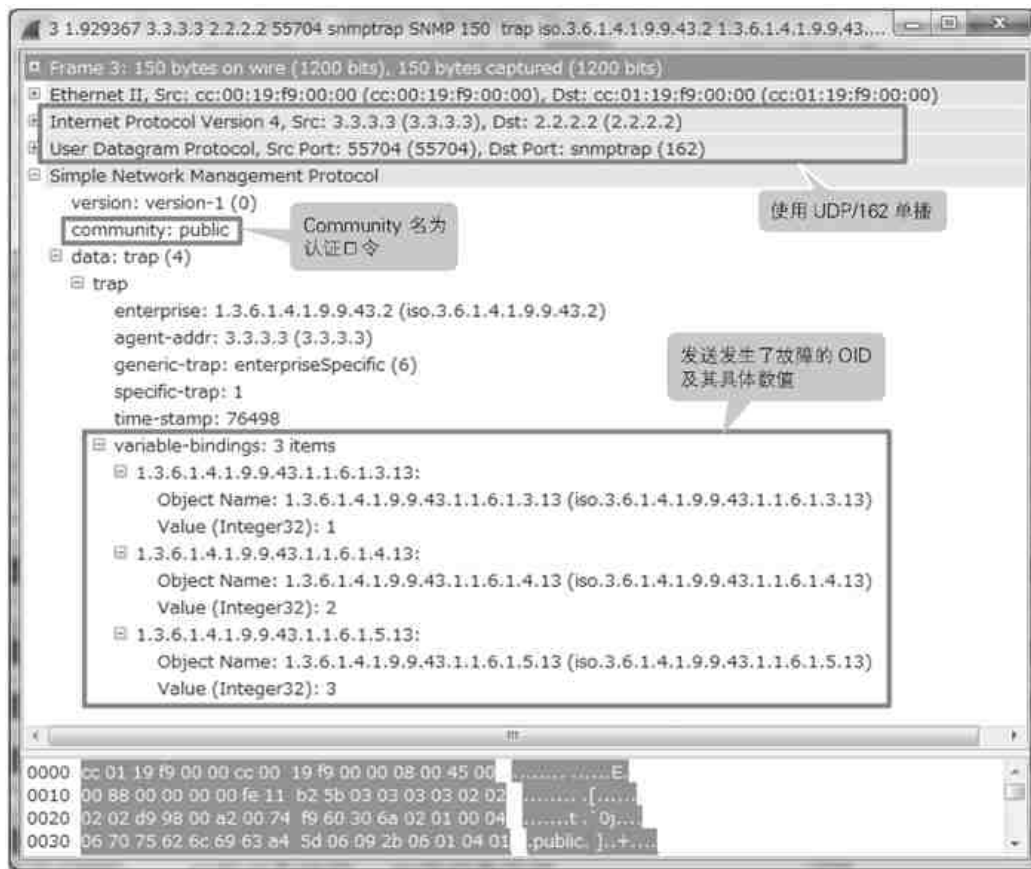 3 1.929367 3.3.3.3 2.2.2.2 55704 snmptrap SNMP 150 trap iso.3.6.1.4.1.9.9.43.2 1.3.6.1.4.1.9.9.43....
Frame 3: 150 bytes on wire (1200 bits), 150 bytes captured (1200 bits)
Ethernet II, Src: cc:00:19:f9:00:00 (cc:00:19:f9:00:00), Dst: cc:01:19:f9:00:00 (cc:01:19:f9:00:00)
Internet Protocol Version 4, Src: 3.3.3.3 (3.3.3.3), Dst: 2.2.2.2 (2.2.2.2)
User Datagram Protocol, Src Port: 55704 (55704), Dst Port: snmptrap (162)
Simple Network Management Protocol
version: version-1 (0)
使用 UDP/162 单播
community: public
Community 名为
认证口令
data: trap (4)
trap
enterprise: 1.3.6.1.4.1.9.9.43.2 (iso.3.6.1.4.1.9.9.43.2)
agent-addr: 3.3.3.3 (3.3.3.3)
generic-trap: enterpriseSpecific (6)
发送发生了故障的 OID
及其具体数值
specific-trap: 1
time-stamp: 76498
variable-bindings: 3 items
1.3.6.1.4.1.9.9.43.1.1.6.1.3.13:
Object Name: 1.3.6.1.4.1.9.9.43.1.1.6.1.3.13 (iso.3.6.1.4.1.9.9.43.1.1.6.1.3.13)
Value (Integer32): 1
1.3.6.1.4.1.9.9.43.1.1.6.1.4.13:
Object Name: 1.3.6.1.4.1.9.9.43.1.1.6.1.4.13 (iso.3.6.1.4.1.9.9.43.1.1.6.1.4.13)
Value (Integer32): 2
1.3.6.1.4.1.9.9.43.1.1.6.1.5.13:
Object Name: 1.3.6.1.4.1.9.9.43.1.1.6.1.5.13 (iso.3.6.1.4.1.9.9.43.1.1.6.1.5.13)
Value (Integer32): 3
0000 cc 01 19 f9 00 00 cc 00 19 f9 00 00 08 00 45 00 ........ ......E.
0010 00 88 00 00 00 00 fe 11 b2 5b 03 03 03 03 02 02 ........ .[......
0020 02 02 d9 98 00 a2 00 74 f9 60 30 6a 02 01 00 04 .......t .`0j....
0030 06 70 75 62 6c 69 63 a4 5d 06 09 2b 06 01 04 01 .public. ]..+....